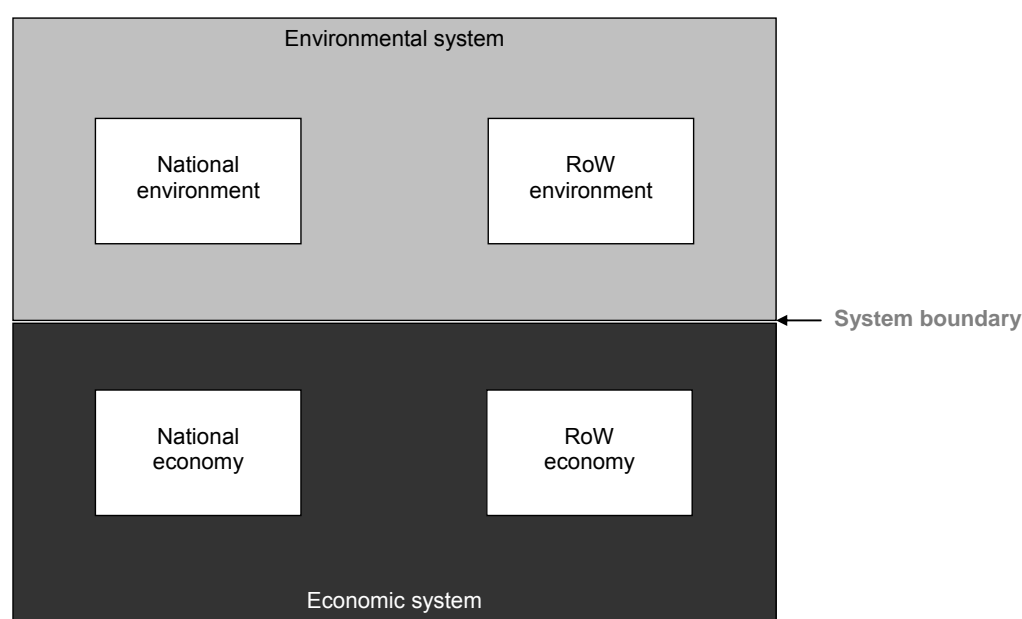 Environmental system
National
environment
RoW
environment
System boundary
National
economy
RoW
economy
Economic system